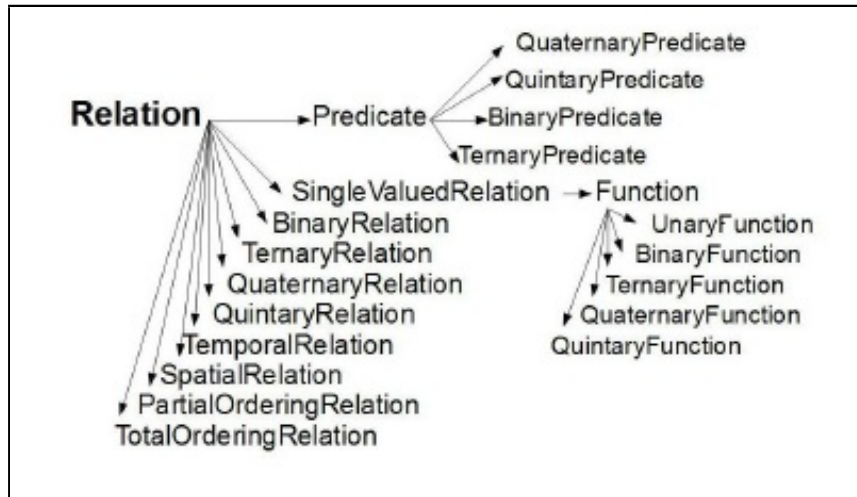 QuaternaryPredicate
QuintaryPredicate
Relation Predicate BinaryPredicate
TernaryPredicate
SingleValuedRelation Function
BinaryRelation UnaryFunction
TernaryRelation BinaryFunction
QuaternaryRelation TernaryFunction
QuintaryRelation QuaternaryFunction
TemporalRelation QuintaryFunction
SpatialRelation
PartialOrderingRelation
TotalOrderingRelation